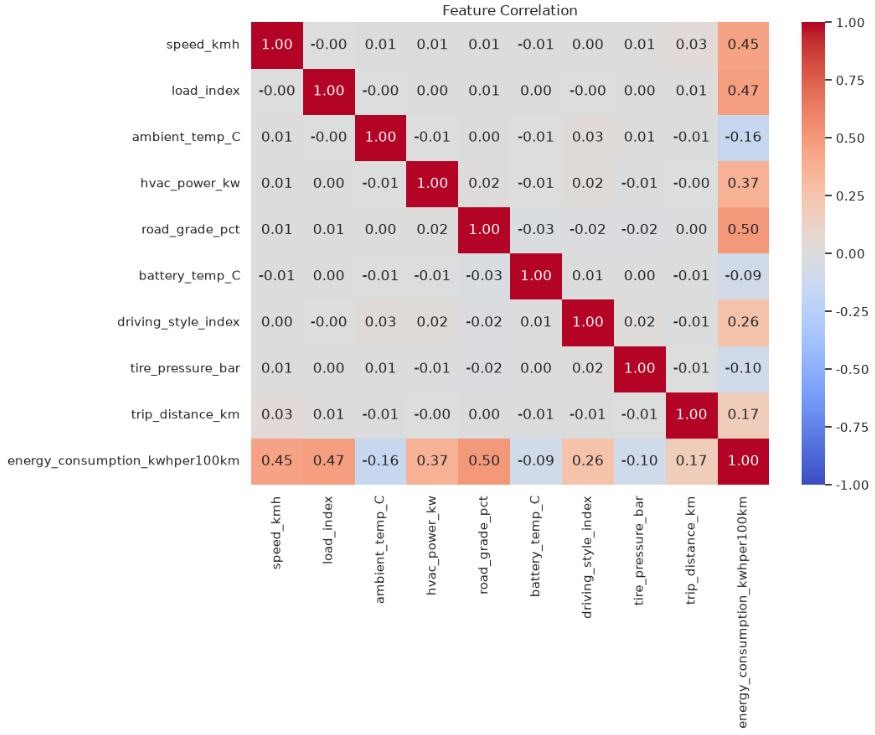 Feature Correlation
speed_kmh 1.00 -0.00 0.01 0.01 0.01 -0.01 0.00 0.01 0.03 0.45
load_index -0.00 1.00 -0.00 0.00 0.01 0.00 -0.00 0.00 0.01 0.47
ambient_temp_C 0.01 -0.00 1.00 -0.01 0.00 -0.01 0.03 0.01 -0.01 -0.16
hvac_power_kw 0.01 0.00 -0.01 1.00 0.02 -0.01 0.02 -0.01 -0.00 0.37
road_grade_pct 0.01 0.01 0.00 0.02 1.00 -0.03 -0.02 -0.02 0.00 0.50
battery_temp_C -0.01 0.00 -0.01 -0.01 -0.03 1.00 0.01 0.00 -0.01 -0.09
driving_style_index 0.00 -0.00 0.03 0.02 -0.02 0.01 1.00 0.02 -0.01 0.26
tire_pressure_bar 0.01 0.00 0.01 -0.01 -0.02 0.00 0.02 1.00 -0.01 -0.10
trip_distance_km 0.03 0.01 -0.01 -0.00 0.00 -0.01 -0.01 -0.01 1.00 0.17
energy_consumption_kwhper100km 0.45 0.47 -0.16 0.37 0.50 -0.09 0.26 -0.10 0.17 1.00
speed_kmh
load_index
ambient_temp_C
hvac_power_kw
road_grade_pct
battery_temp_C
driving_style_index
tire_pressure_bar
trip_distance_km
energy_consumption_kwhper100km
1.00
0.75
0.50
0.25
0.00
-0.25
-0.50
-0.75
-1.00